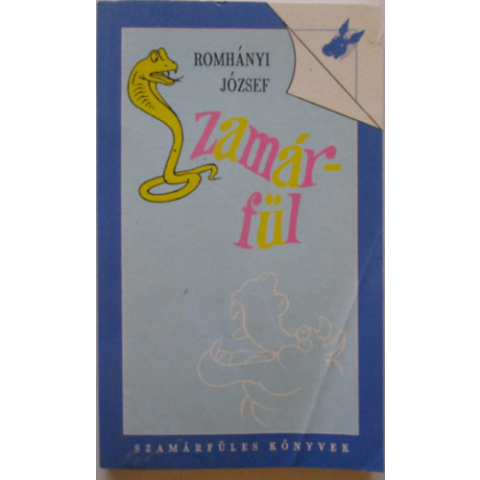 ROMHÁNYI
JÓZSEF
Szamár-
fül
SZAMÁRFÜLES KÖNYVEK